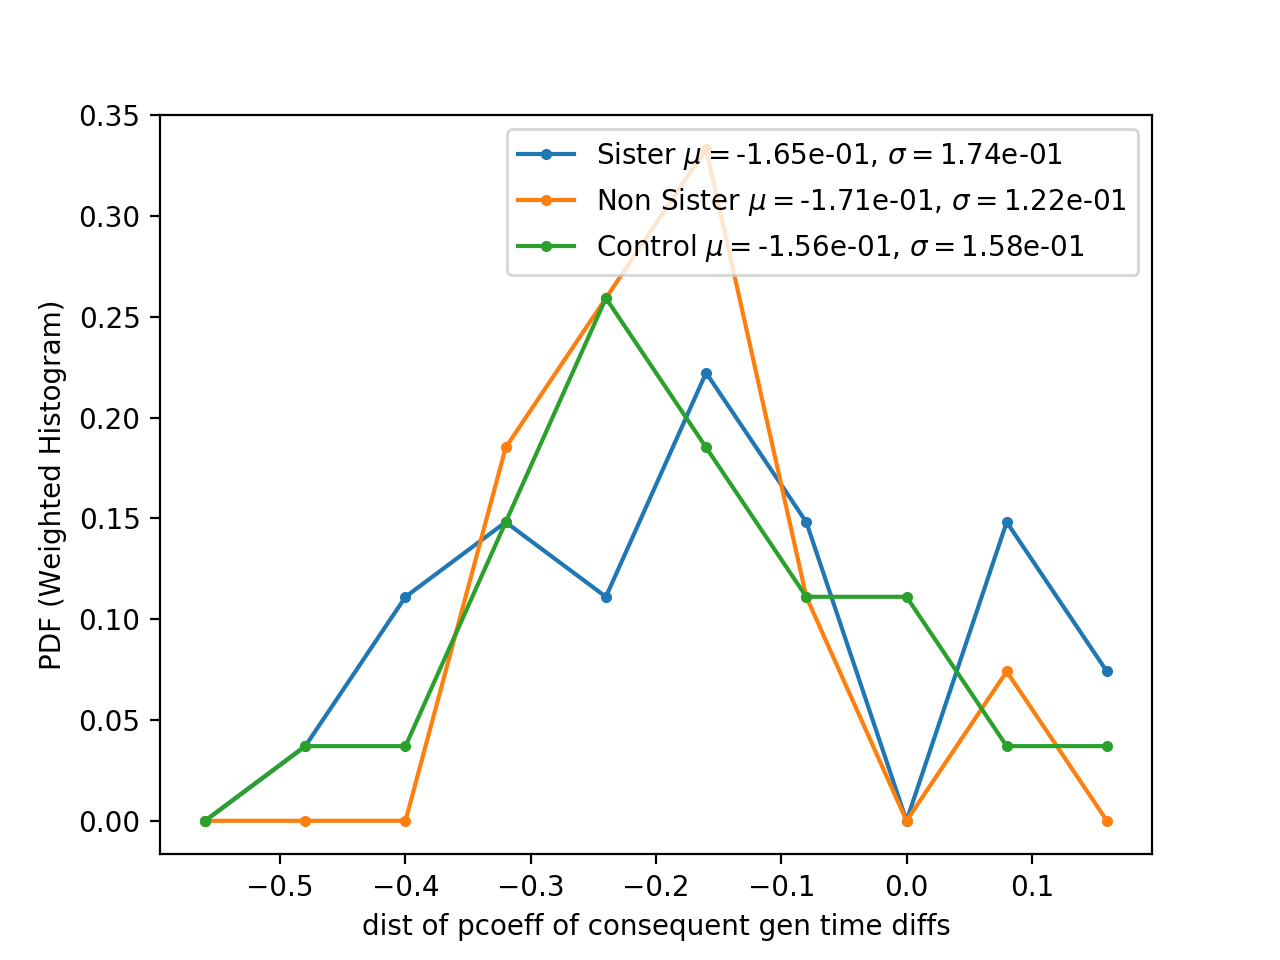 0.35
0.30
0.25
0.20
0.15
0.10
0.05
0.00
PDF (Weighted Histogram)
Sister μ = -1.65e-01, σ = 1.74e-01
Non Sister μ = -1.71e-01, σ = 1.22e-01
Control μ = -1.56e-01, σ = 1.58e-01
−0.5 −0.4 −0.3 −0.2 −0.1 0.0 0.1
dist of pcoeff of consequent gen time diffs